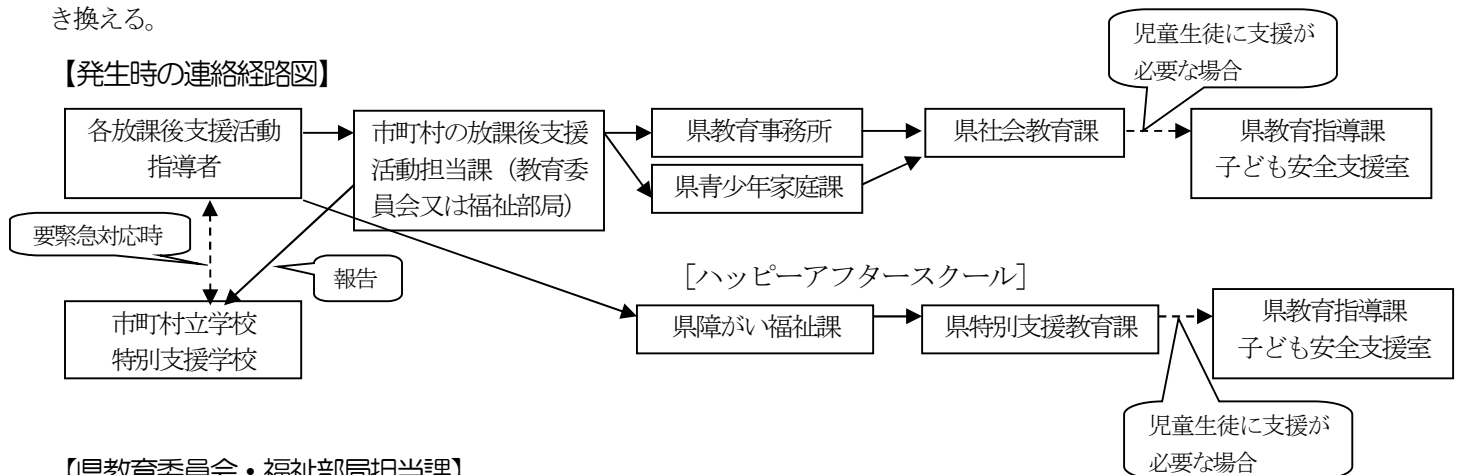 き換える。
【発生時の連絡経路図】
児童生徒に支援が
必要な場合
各放課後支援活動
指導者
市町村の放課後支援
活動担当課（教育委
員会又は福祉部局）
県教育事務所
県青少年家庭課
県社会教育課
県教育指導課
子ども安全支援室
要緊急対応時
報告
市町村立学校
特別支援学校
［ハッピーアフタースクール］
県障がい福祉課
県特別支援教育課
県教育指導課
子ども安全支援室
児童生徒に支援が
必要な場合
【県教育委員会・福祉部局担当課】